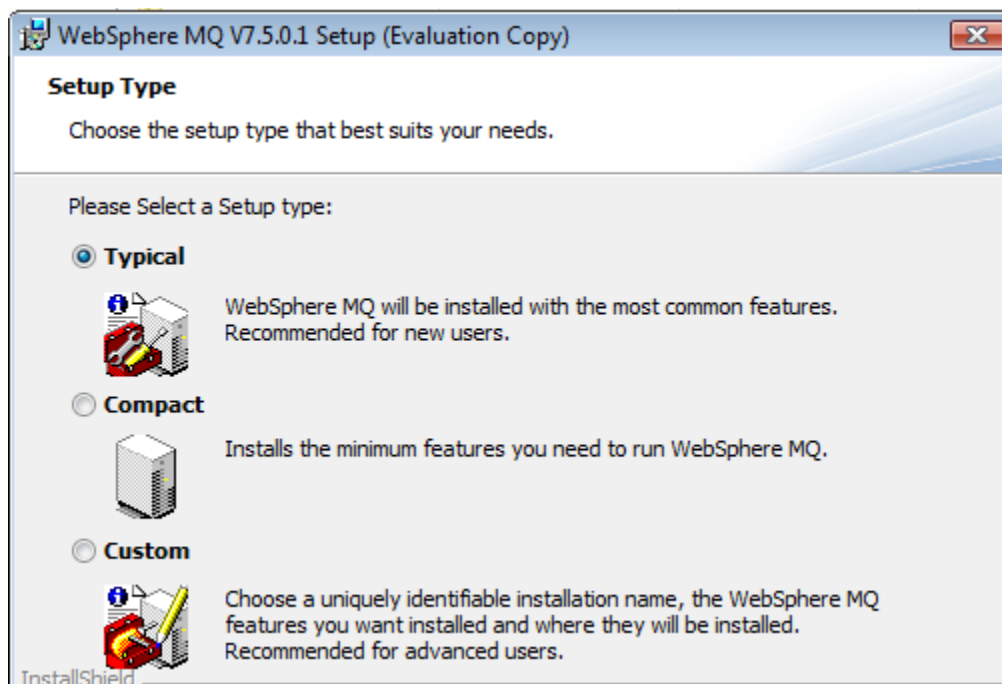 WebSphere MQ V7.5.0.1 Setup (Evaluation Copy)
Setup Type
Choose the setup type that best suits your needs.
Please Select a Setup type:
Typical
WebSphere MQ will be installed with the most common features.
Recommended for new users.
Compact
Installs the minimum features you need to run WebSphere MQ.
Custom
Choose a uniquely identifiable installation name, the WebSphere MQ
features you want installed and where they will be installed.
Recommended for advanced users.
InstallShield